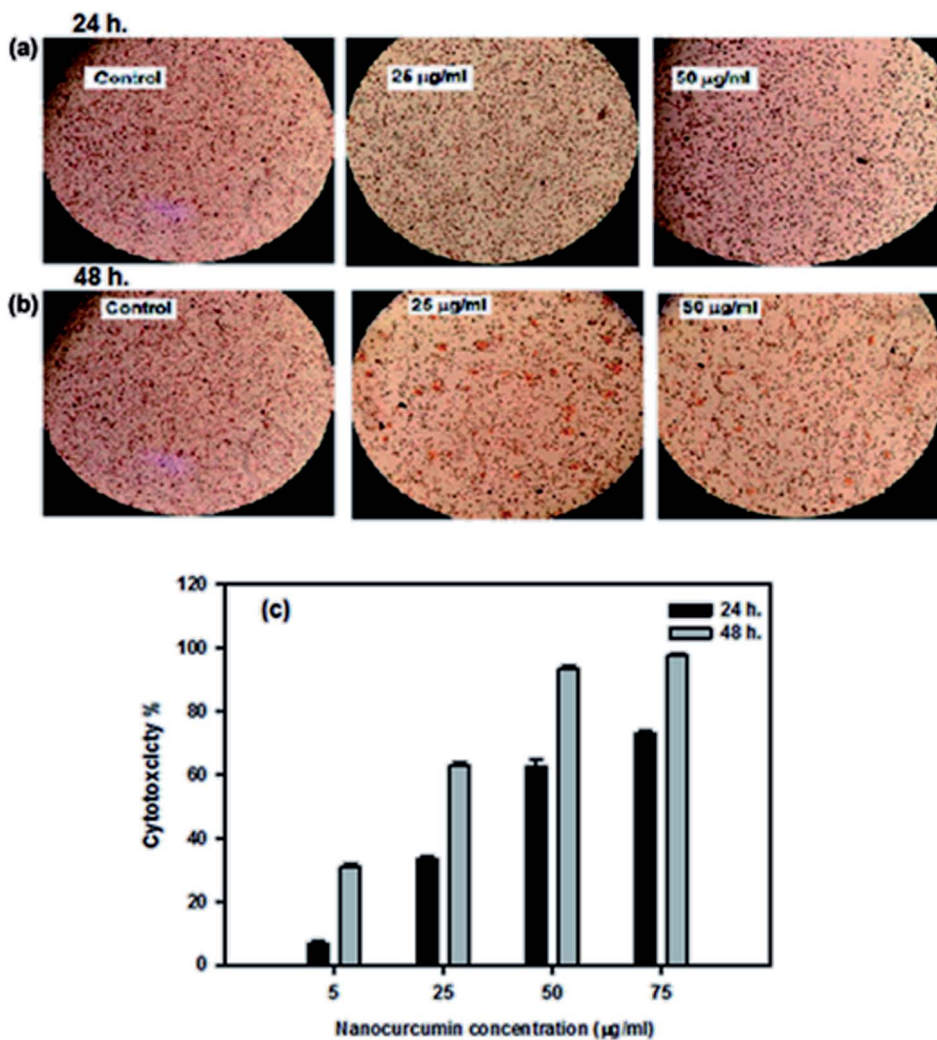 24 h.
(a)
Control
25 µg/ml
50 µg/ml
48 h.
(b)
Control
25 µg/ml
50 µg/ml
(c)
24 h.
48 h.
120
100
80
60
40
20
0
Cytotoxcicty %
5 25 50 75
Nanocurcumin concentration (µg/ml)